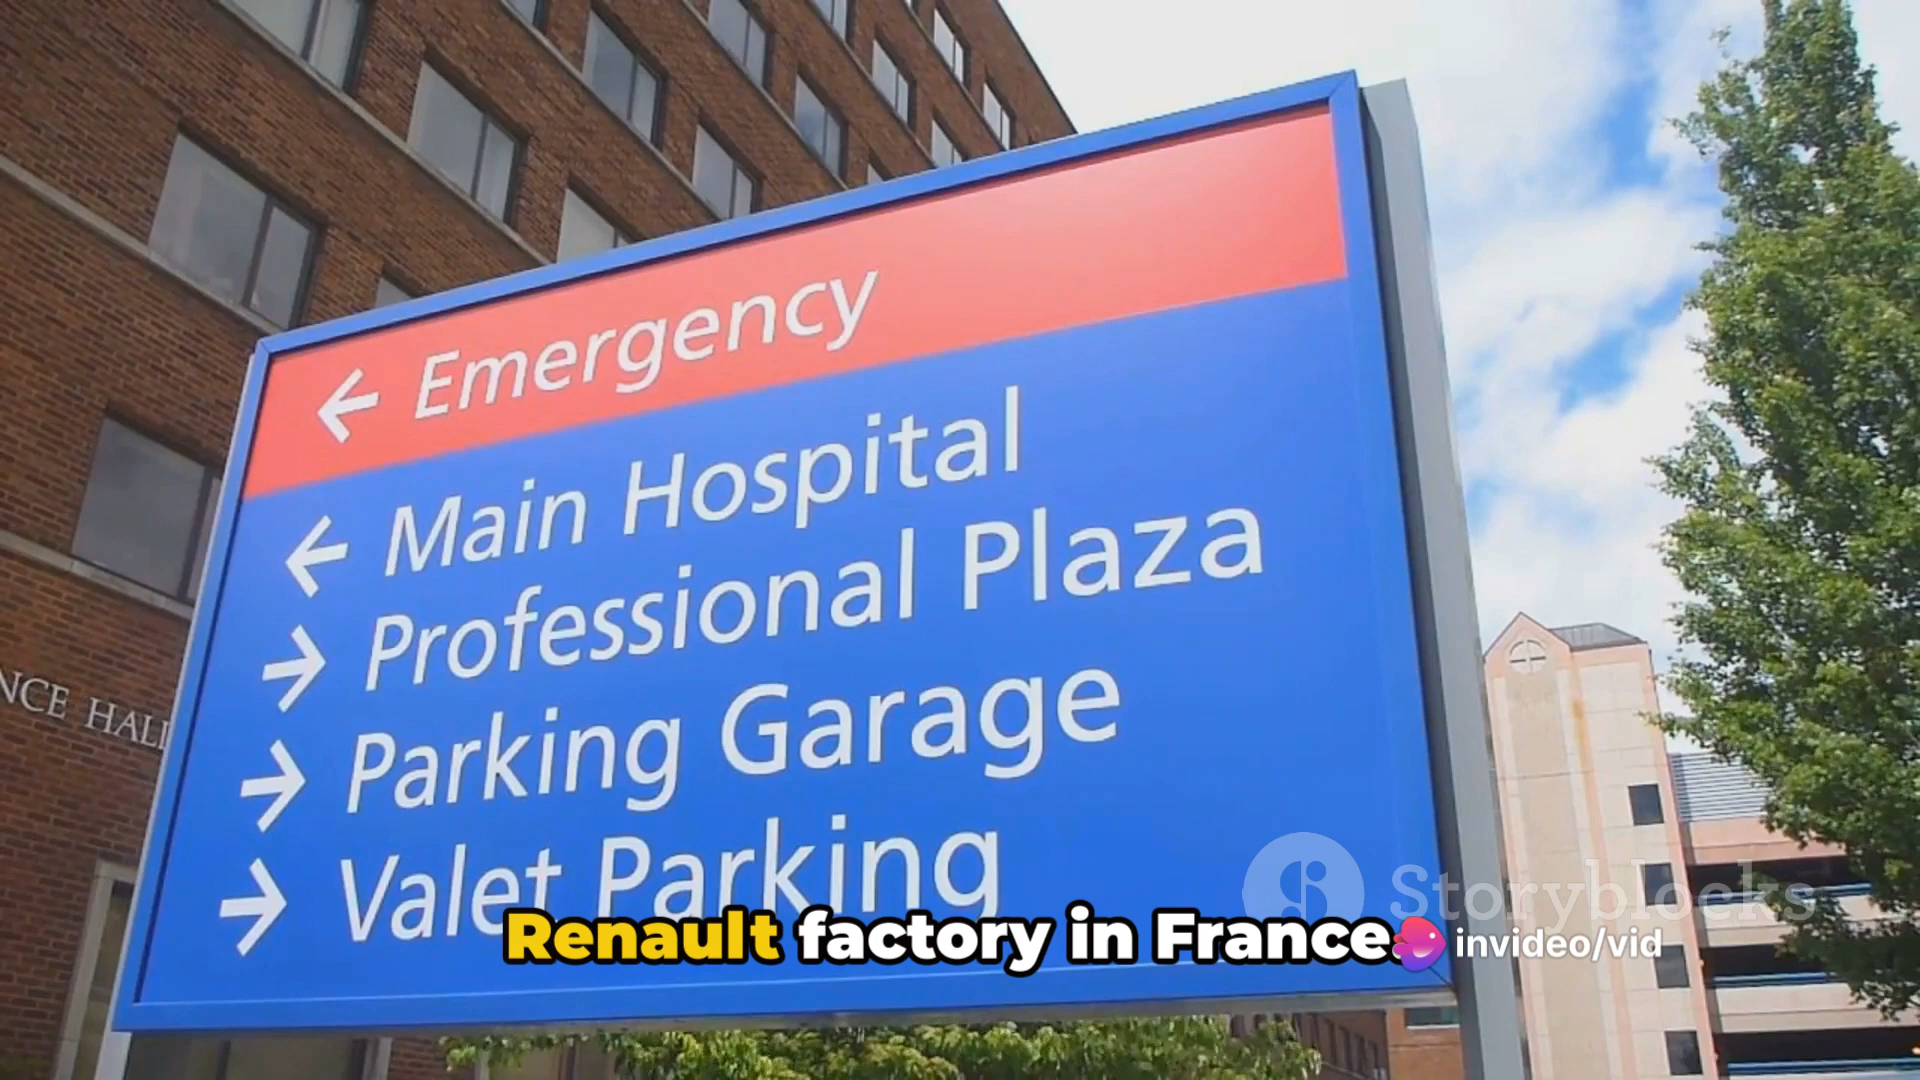 ← Emergency
← Main Hospital
→ Professional Plaza
→ Parking Garage
→ Valet Parking
NCE HALL
Storyblocks
Renault factory in France.
invideo/vid